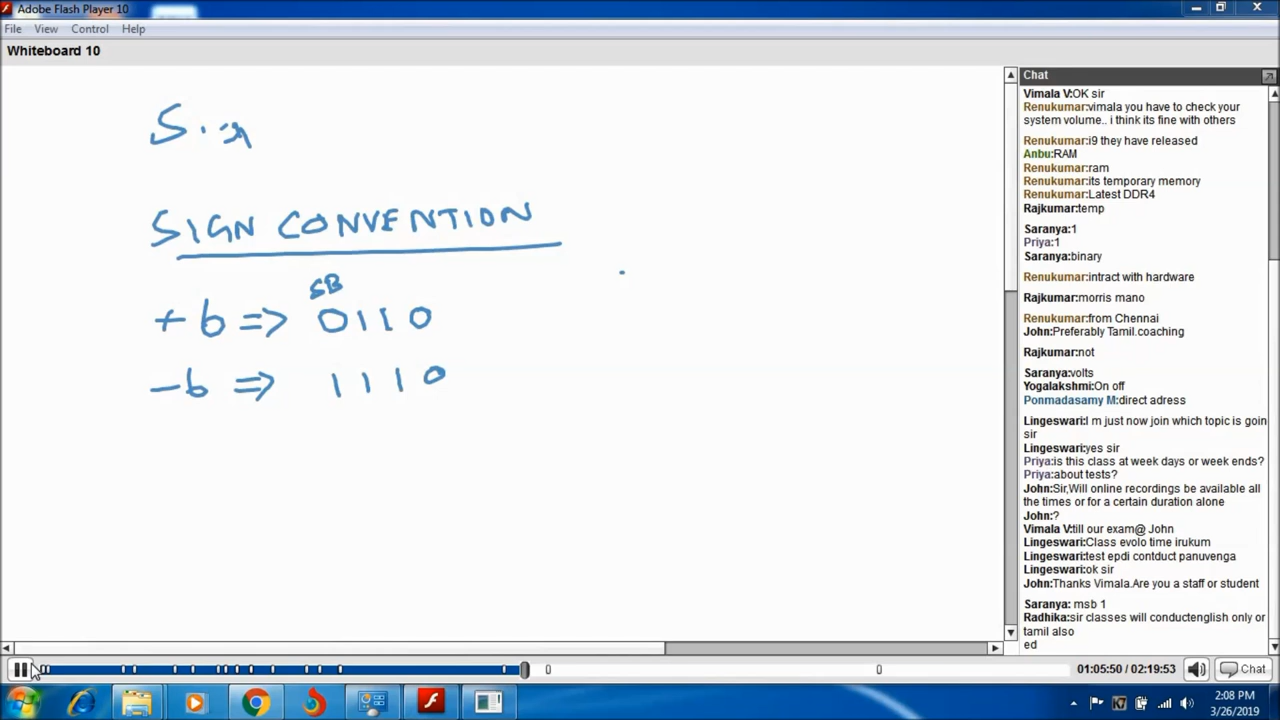 Adobe Flash Player 10
File View Control Help
Whiteboard 10
SIGN CONVENTION
SB
+6 => 0110
-6 => 1110
Chat
Vimala V:OK sir
Renukumar:vimala you have to check your
system volume.. i think its fine with others
Renukumar:i9 they have released
Anbu:RAM
Renukumar:ram
Renukumar:its temporary memory
Renukumar:Latest DDR4
Rajkumar:temp
Saranya:1
Priya:1
Saranya:binary
Renukumar:intract with hardware
Rajkumar:morris mano
Renukumar:from Chennai
John:Preferably Tamil.coaching
Rajkumar:not
Saranya:volts
Yogalakshmi:On off
Ponmadasamy M:direct adress
Lingeswari:I m just now join which topic is goin
sir
Lingeswari:yes sir
Priya:is this class at week days or week ends?
Priya:about tests?
John:Sir,Will online recordings be available all
the times or for a certain duration alone
John:?
Vimala V:till our exam@ John
Lingeswari:Class evolo time irukum
Lingeswari:test epdi contduct panuvenga
Lingeswari:ok sir
John:Thanks Vimala.Are you a staff or student
Saranya: msb 1
Radhika:sir classes will conductenglish only or
tamil also
ed
01:05:50 / 02:19:53
Chat
2:08 PM
3/26/2019